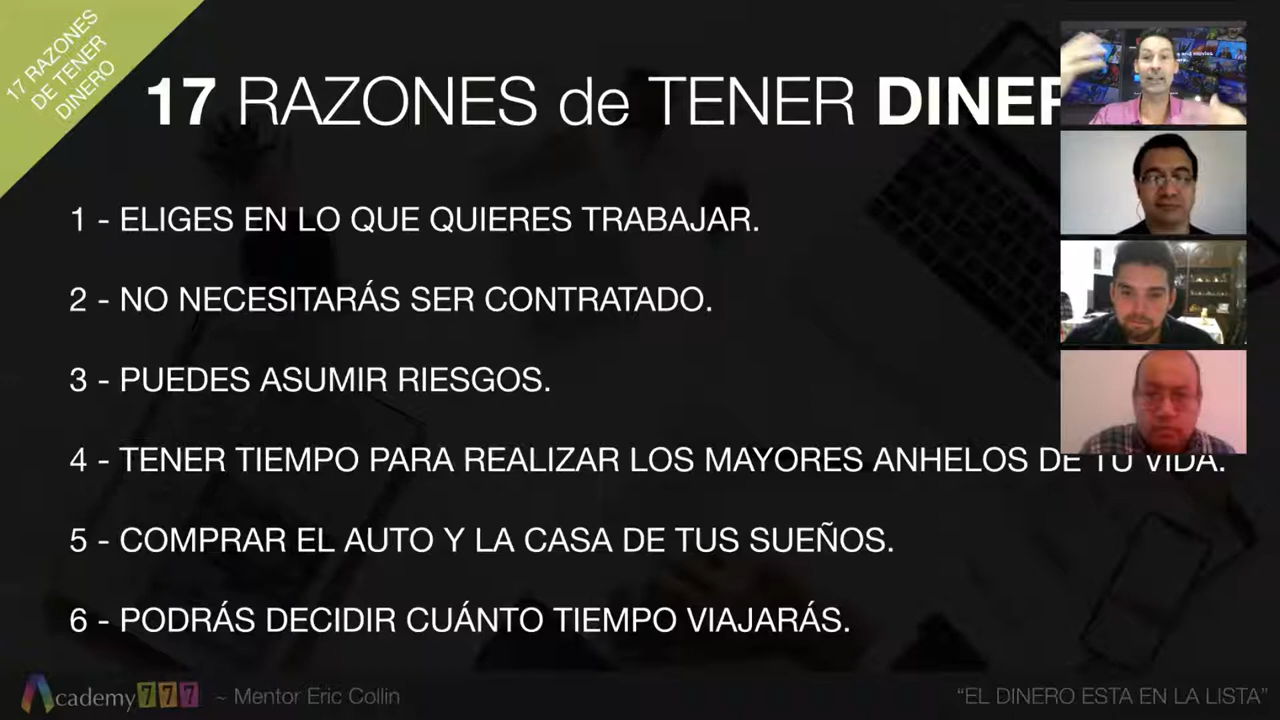 17 RAZONES
DE TENER
DINERO
17 RAZONES de TENER DINER
1 - ELIGES EN LO QUE QUIERES TRABAJAR.
2 - NO NECESITARÁS SER CONTRATADO.
3 - PUEDES ASUMIR RIESGOS.
4 - TENER TIEMPO PARA REALIZAR LOS MAYORES ANHELOS DE TU VIDA.
5 - COMPRAR EL AUTO Y LA CASA DE TUS SUEÑOS.
6 - PODRÁS DECIDIR CUÁNTO TIEMPO VIAJARÁS.
Academy777 ~ Mentor Eric Collin
“EL DINERO ESTA EN LA LISTA”